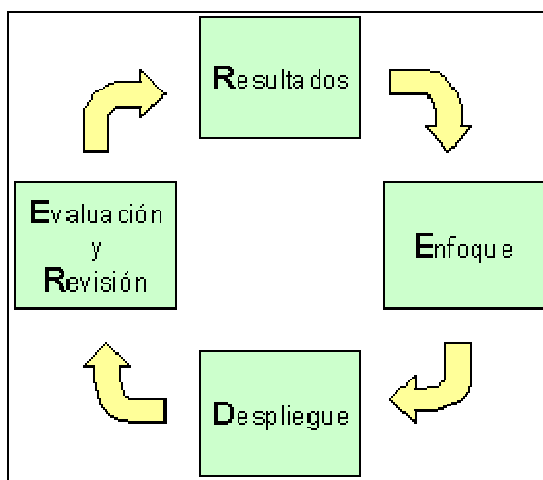 Resultados
Evaluación
y
Revisión
Enfoque
Despliegue